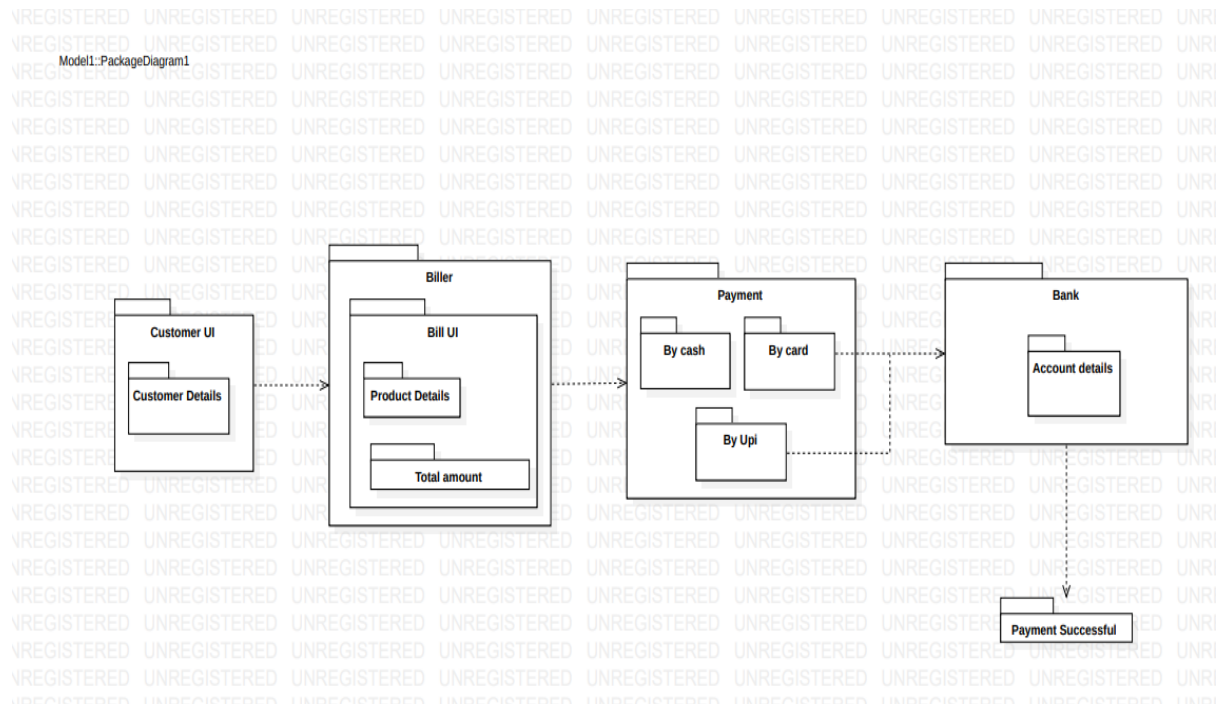 Model1::PackageDiagram1
Customer UI
Customer Details
Biller
Bill UI
Product Details
Total amount
Payment
By cash
By card
By Upi
Bank
Account details
Payment Successful
UNREGISTERED